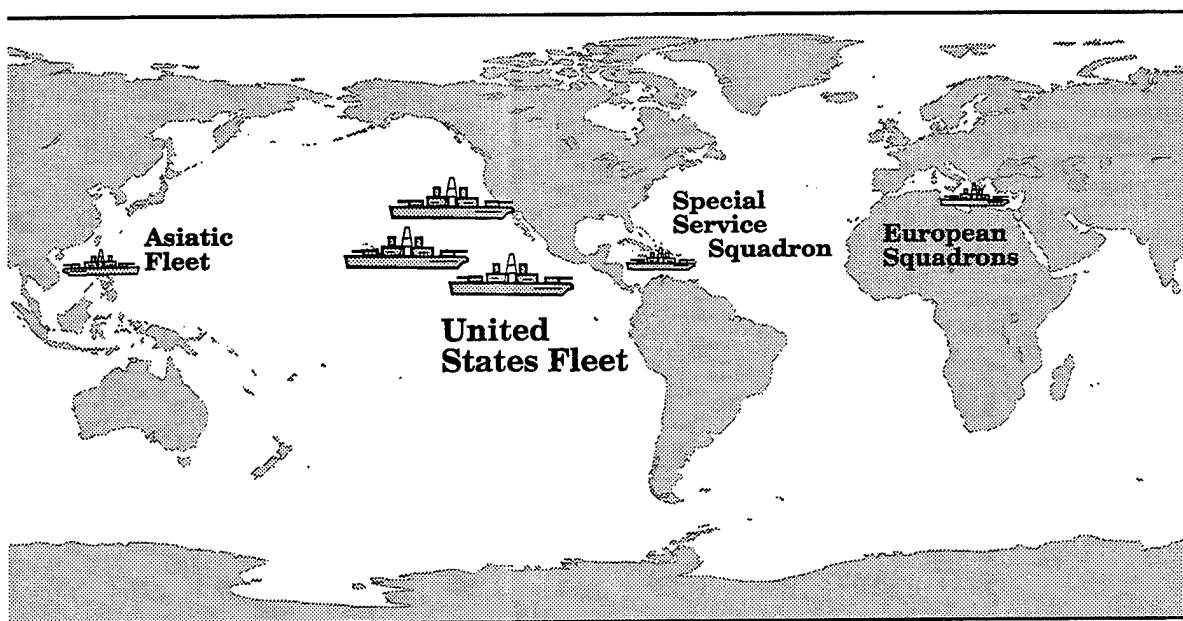 Asiatic
Fleet
United
States Fleet
Special
Service
Squadron
European
Squadrons